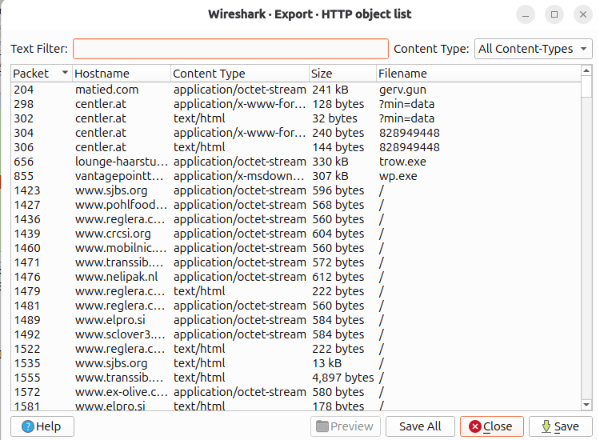 Wireshark · Export · HTTP object list
Text Filter: Content Type: All Content-Types
Packet Hostname Content Type Size Filename
204 matied.com application/octet-stream 241 kB gerv.gun
298 centler.at application/x-www-for... 128 bytes ?min=data
302 centler.at text/html 32 bytes ?min=data
304 centler.at application/x-www-for... 240 bytes 828949448
306 centler.at text/html 144 bytes 828949448
656 lounge-haarstu... application/octet-stream 330 kB trow.exe
855 vantagepointt... application/x-msdown... 307 kB wp.exe
1423 www.sjbs.org application/octet-stream 596 bytes /
1427 www.pohlfood... application/octet-stream 568 bytes /
1436 www.reglera.c... application/octet-stream 560 bytes /
1439 www.crcsi.org application/octet-stream 604 bytes /
1460 www.mobilnic.... application/octet-stream 560 bytes /
1471 www.transsib.... application/octet-stream 572 bytes /
1476 www.nelipak.nl application/octet-stream 612 bytes /
1479 www.reglera.c... text/html 222 bytes /
1481 www.reglera.c... application/octet-stream 560 bytes /
1489 www.elpro.si application/octet-stream 584 bytes /
1492 www.sclover3.... application/octet-stream 584 bytes /
1522 www.reglera.c... text/html 222 bytes /
1535 www.sjbs.org text/html 13 kB /
1555 www.transsib.... text/html 4,897 bytes /
1572 www.ex-olive.c... application/octet-stream 580 bytes /
1581 www.elpro.si text/html 178 bytes /
Help Preview Save All Close Save